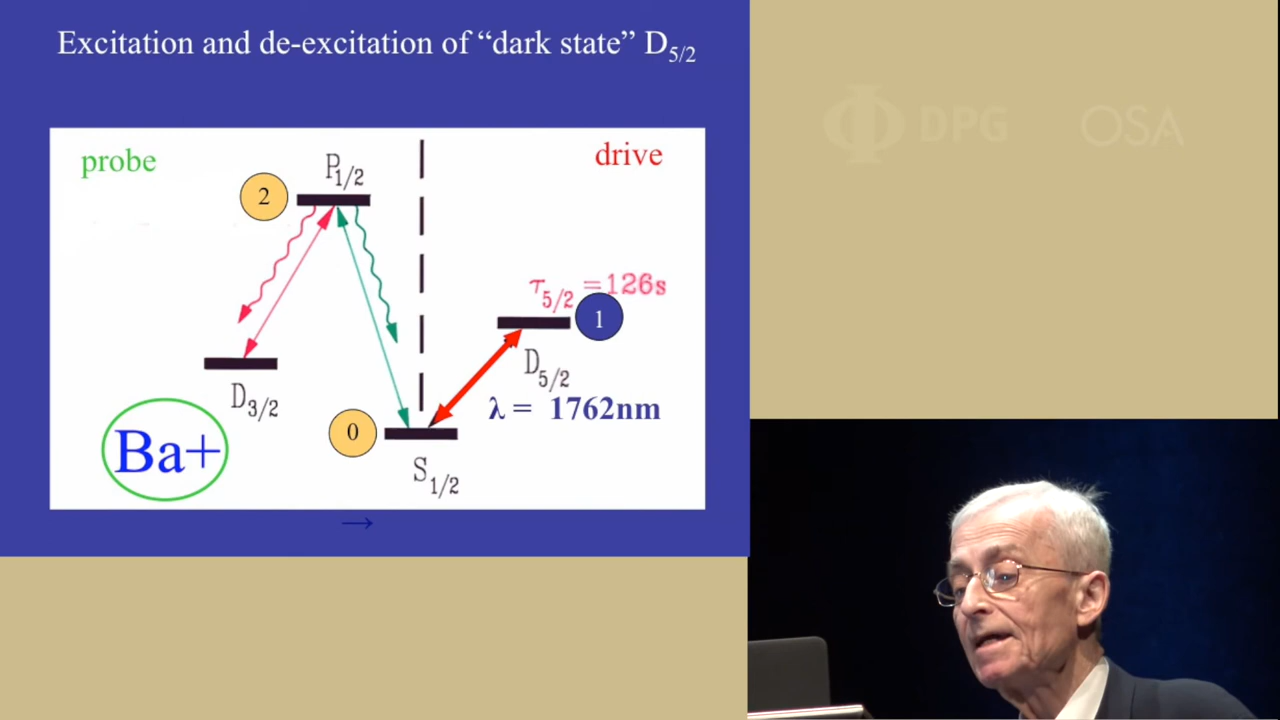 Excitation and de-excitation of “dark state” D5/2
DPG OSA
probe
drive
P1/2
2
τ5/2 =126s
1
D5/2
D3/2
λ = 1762nm
0
Ba+
S1/2
→